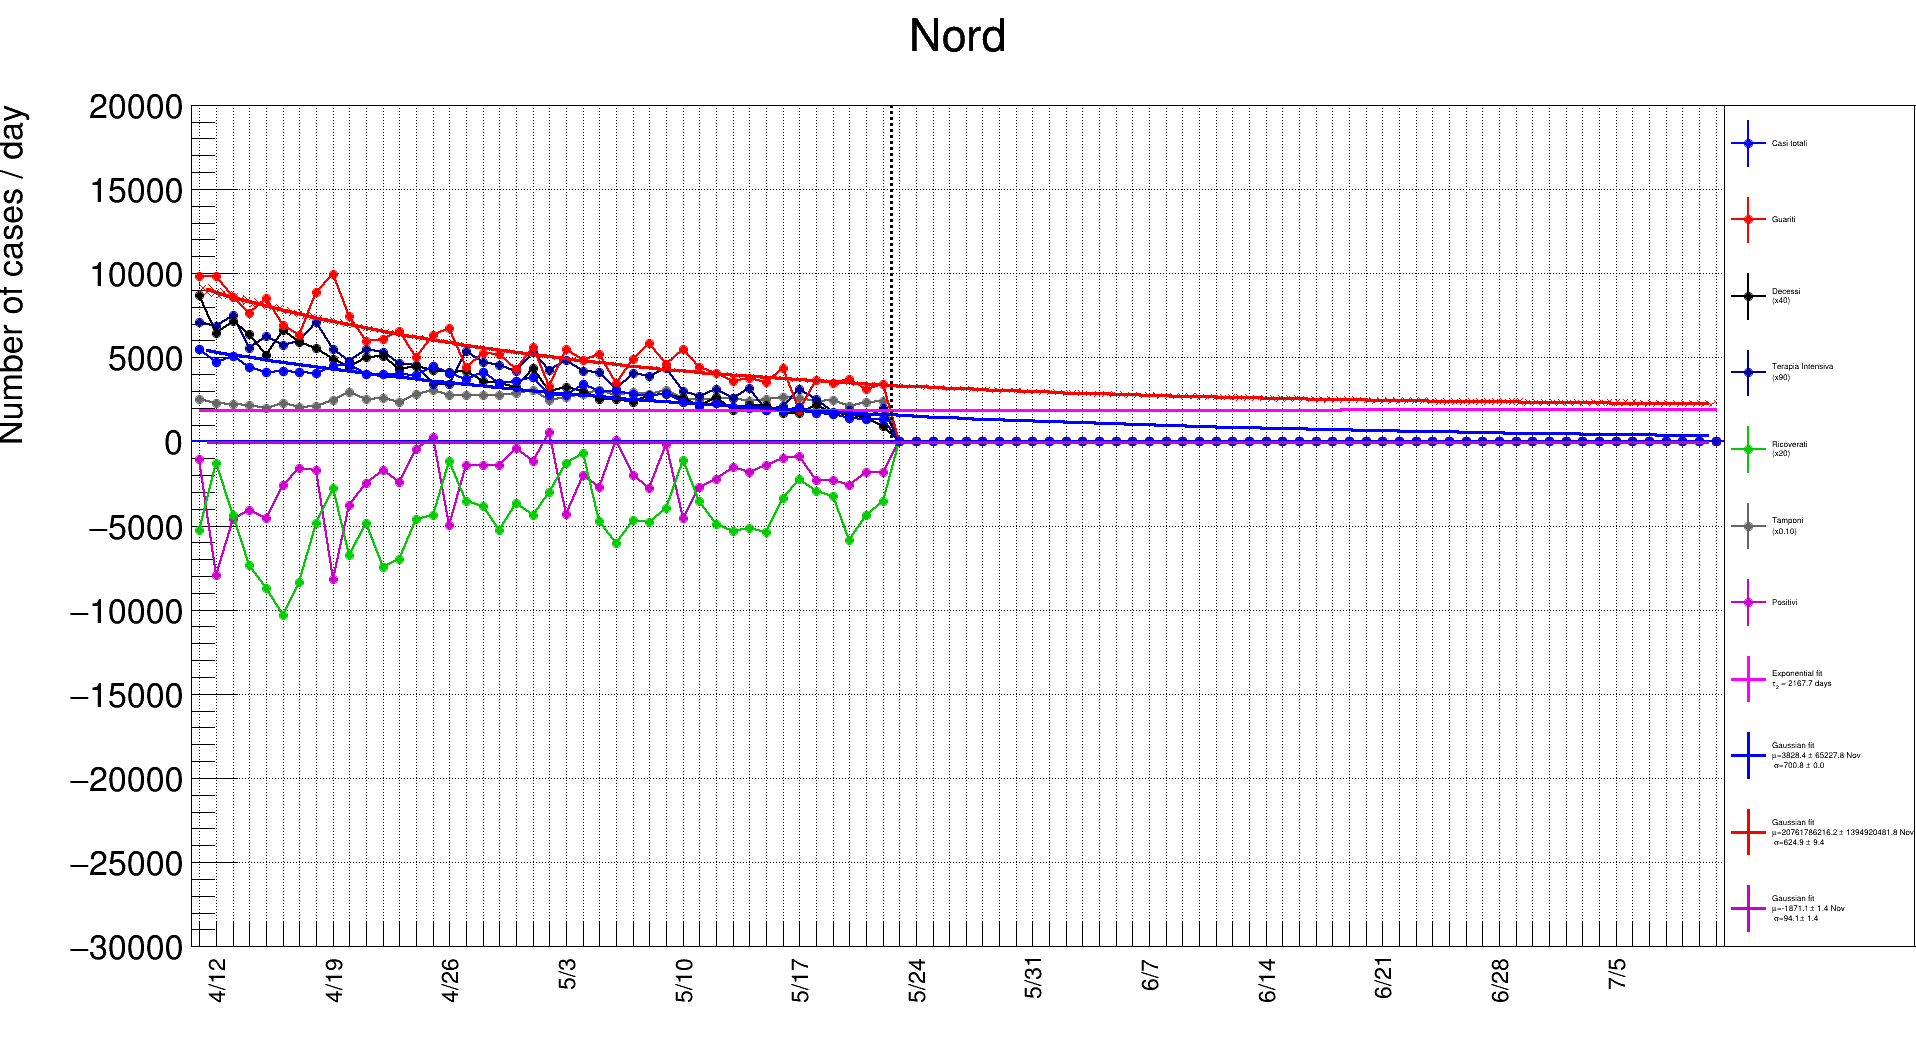 Nord
Number of cases / day
20000
15000
10000
5000
0
−5000
−10000
−15000
−20000
−25000
−30000
4/12
4/19
4/26
5/3
5/10
5/17
5/24
5/31
6/7
6/14
6/21
6/28
7/5
Casi totali
Guariti
Decessi
(x40)
Terapia Intensiva
(x90)
Ricoverati
(x20)
Tamponi
(x0.10)
Positivi
Exponential fit
τ₂ = 2167.7 days
Gaussian fit
μ=3828.4 ± 65227.8 Nov
σ=700.8 ± 0.0
Gaussian fit
μ=20761786216.2 ± 1394920481.8 Nov
σ=624.9 ± 9.4
Gaussian fit
μ=-1871.1 ± 1.4 Nov
σ=94.1 ± 1.4